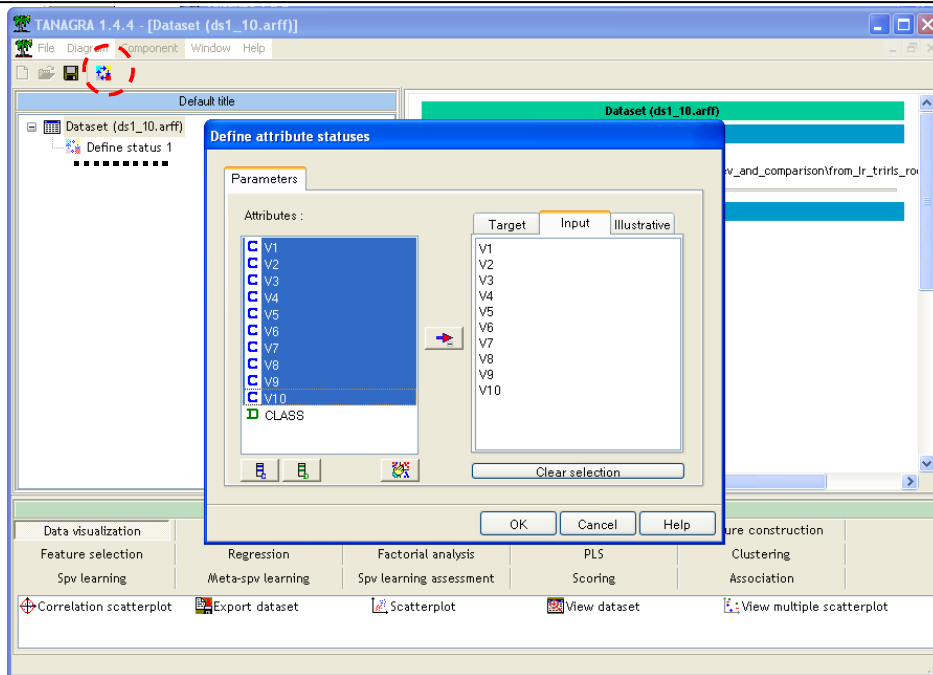 TANAGRA 1.4.4 - [Dataset (ds1_10.arff)]
File Diagram Component Window Help
Default title
Dataset (ds1_10.arff)
Define status 1
Dataset (ds1_10.arff)
ev_and_comparison\from_lr_trirls_ro
Define attribute statuses
Parameters
Attributes :
C V1
C V2
C V3
C V4
C V5
C V6
C V7
C V8
C V9
C V10
D CLASS
Target Input Illustrative
V1
V2
V3
V4
V5
V6
V7
V8
V9
V10
Clear selection
OK Cancel Help
Data visualization ure construction
Feature selection Regression Factorial analysis PLS Clustering
Spv learning Meta-spv learning Spv learning assessment Scoring Association
Correlation scatterplot Export dataset Scatterplot View dataset View multiple scatterplot